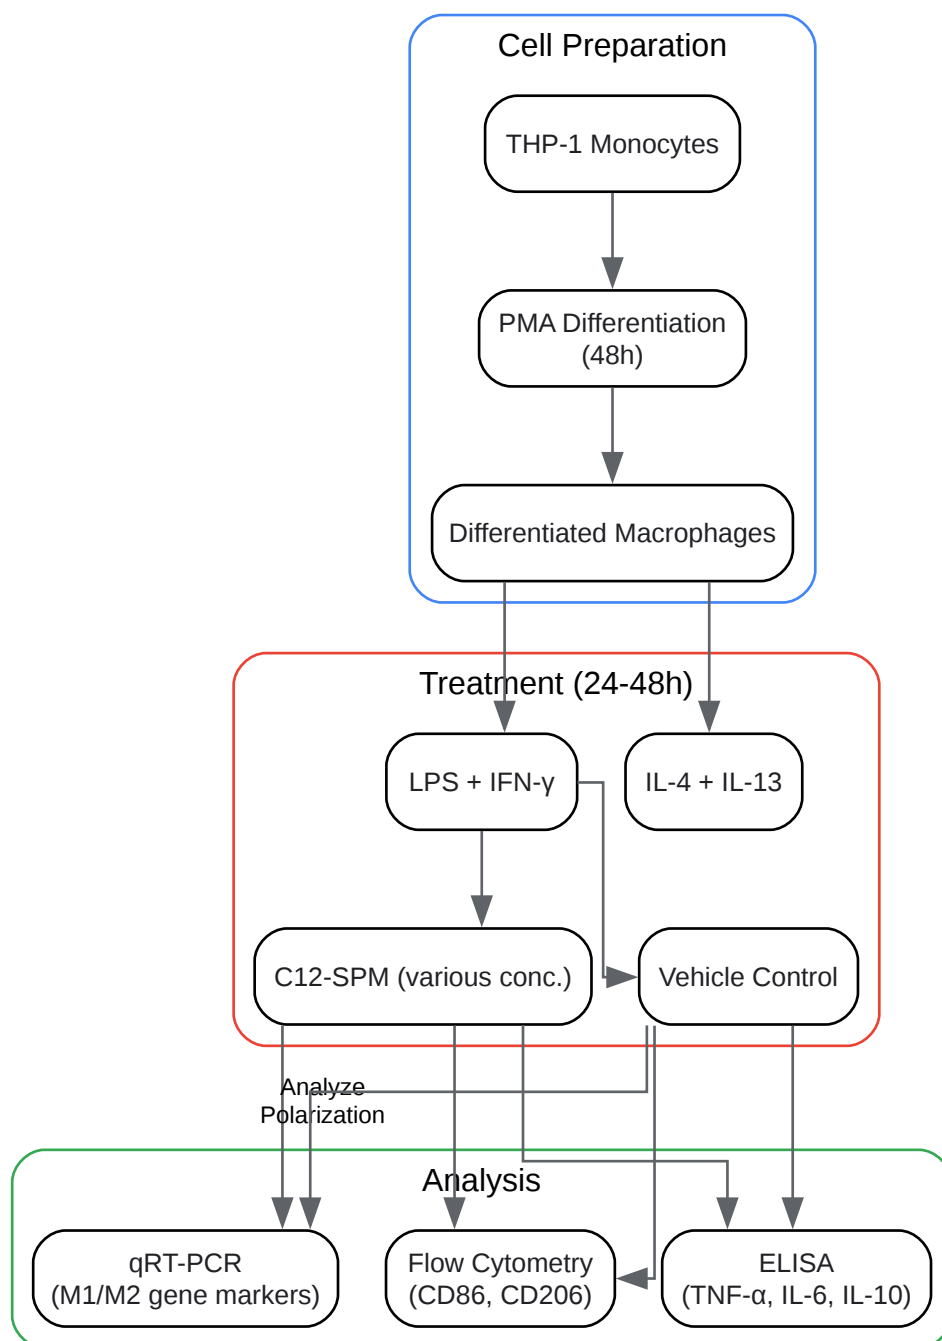 Cell Preparation
THP-1 Monocytes
PMA Differentiation
(48h)
Differentiated Macrophages
Treatment (24-48h)
LPS + IFN-γ
IL-4 + IL-13
C12-SPM (various conc.)
Vehicle Control
Analyze
Polarization
Analysis
qRT-PCR
(M1/M2 gene markers)
Flow Cytometry
(CD86, CD206)
ELISA
(TNF-α, IL-6, IL-10)